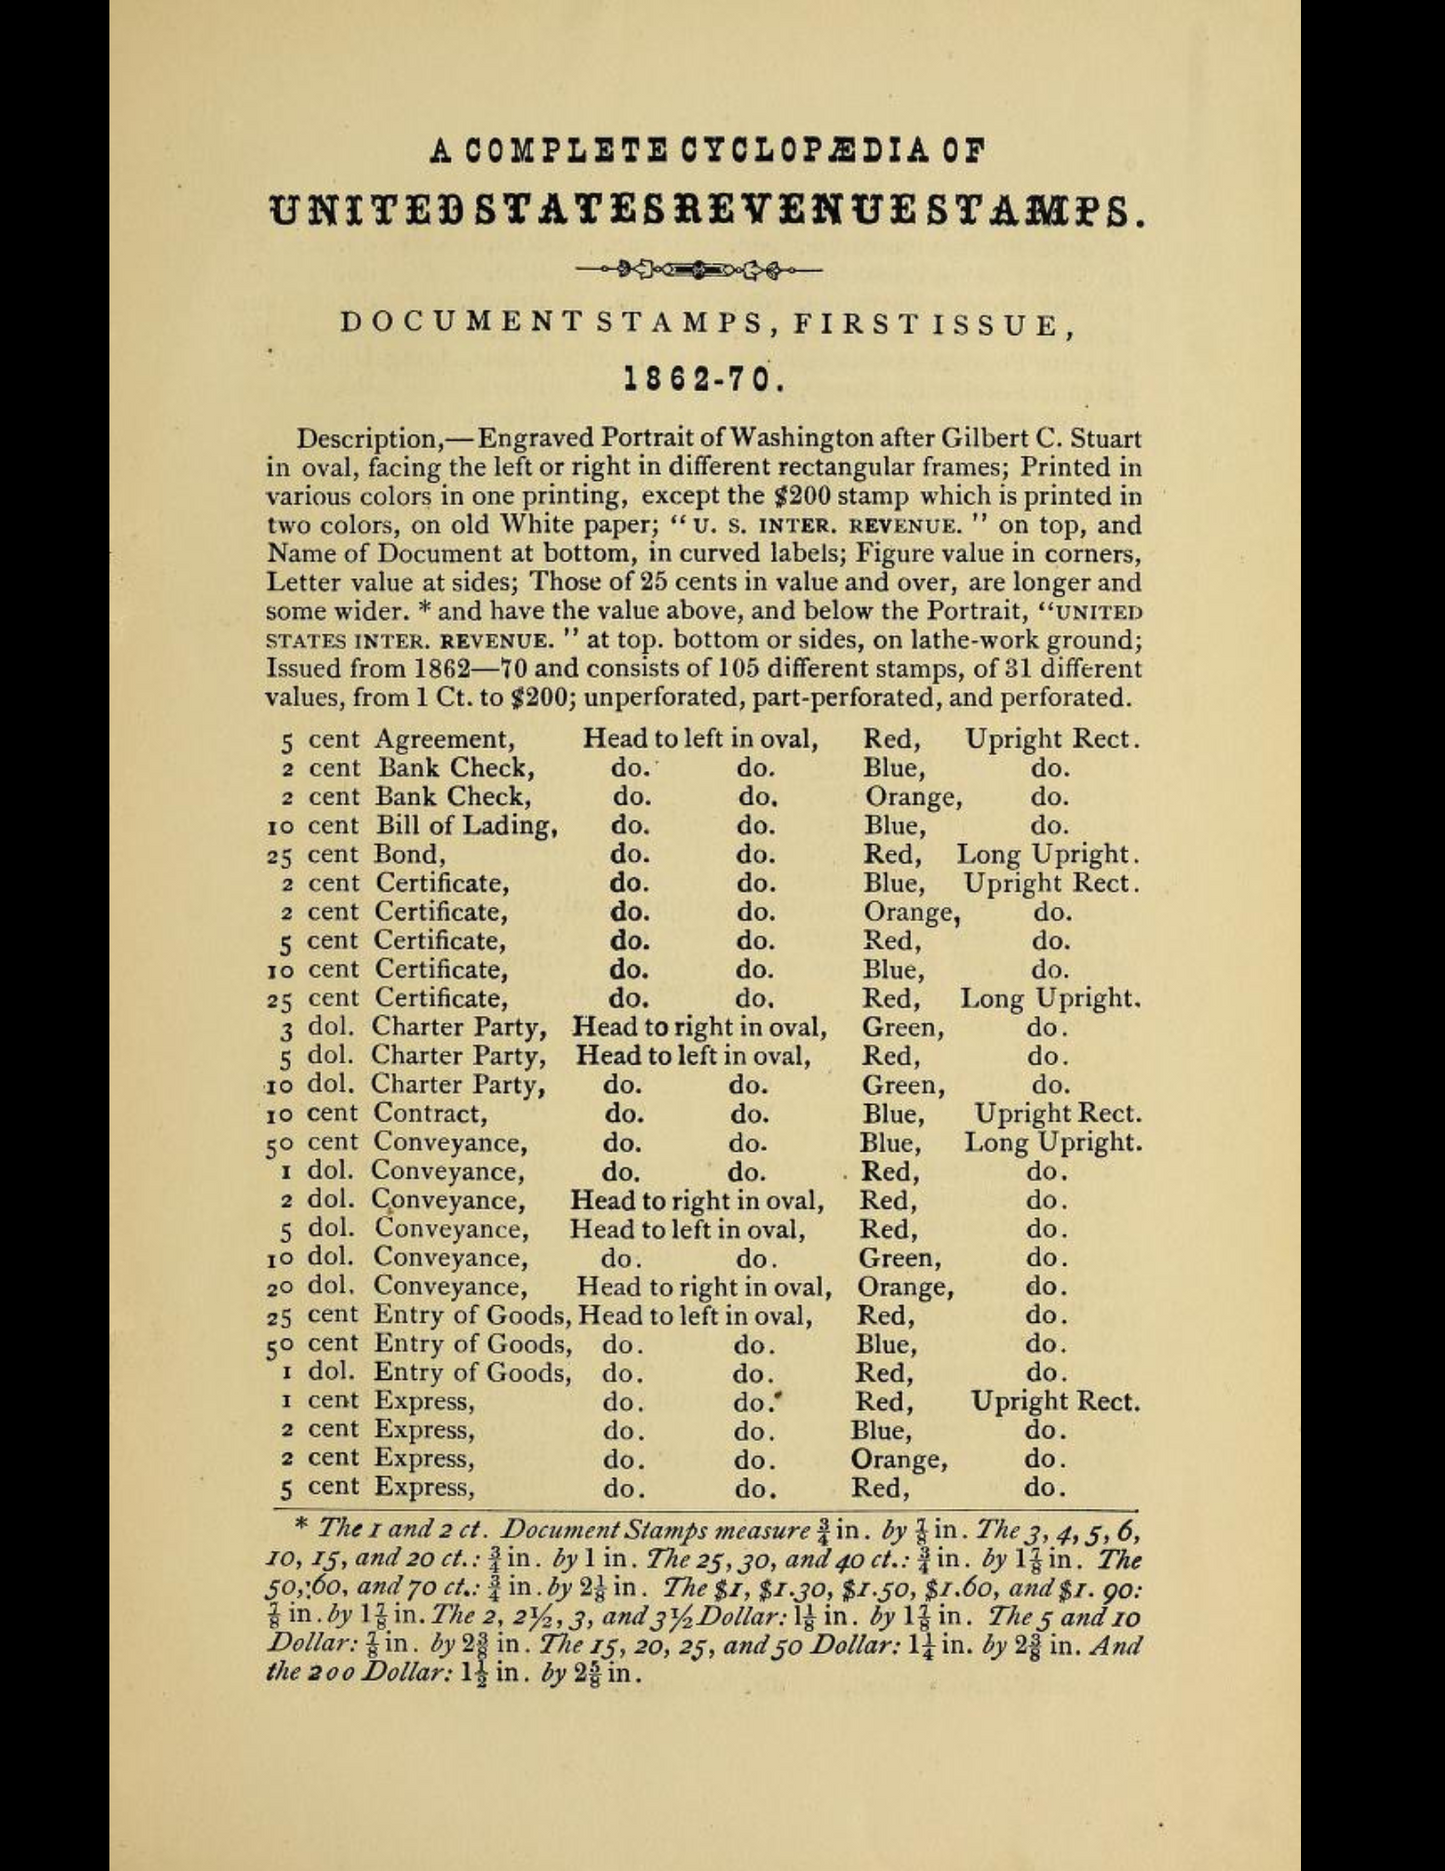 A COMPLETE CYCLOPÆDIA OF
UNITED STATES REVENUE STAMPS.
DOCUMENT STAMPS, FIRST ISSUE,
1862-70.
Description,—Engraved Portrait of Washington after Gilbert C. Stuart
in oval, facing the left or right in different rectangular frames; Printed in
various colors in one printing, except the $200 stamp which is printed in
two colors, on old White paper; “U. S. INTER. REVENUE.” on top, and
Name of Document at bottom, in curved labels; Figure value in corners,
Letter value at sides; Those of 25 cents in value and over, are longer and
some wider. * and have the value above, and below the Portrait, “UNITED
STATES INTER. REVENUE.” at top. bottom or sides, on lathe-work ground;
Issued from 1862—70 and consists of 105 different stamps, of 31 different
values, from 1 Ct. to $200; unperforated, part-perforated, and perforated.
5 cent Agreement, Head to left in oval, Red, Upright Rect.
2 cent Bank Check, do. do. Blue, do.
2 cent Bank Check, do. do. Orange, do.
10 cent Bill of Lading, do. do. Blue, do.
25 cent Bond, do. do. Red, Long Upright.
2 cent Certificate, do. do. Blue, Upright Rect.
2 cent Certificate, do. do. Orange, do.
5 cent Certificate, do. do. Red, do.
10 cent Certificate, do. do. Blue, do.
25 cent Certificate, do. do. Red, Long Upright.
3 dol. Charter Party, Head to right in oval, Green, do.
5 dol. Charter Party, Head to left in oval, Red, do.
10 dol. Charter Party, do. do. Green, do.
10 cent Contract, do. do. Blue, Upright Rect.
50 cent Conveyance, do. do. Blue, Long Upright.
1 dol. Conveyance, do. do. Red, do.
2 dol. Conveyance, Head to right in oval, Red, do.
5 dol. Conveyance, Head to left in oval, Red, do.
10 dol. Conveyance, do. do. Green, do.
20 dol. Conveyance, Head to right in oval, Orange, do.
25 cent Entry of Goods, Head to left in oval, Red, do.
50 cent Entry of Goods, do. do. Blue, do.
1 dol. Entry of Goods, do. do. Red, do.
1 cent Express, do. do. Red, Upright Rect.
2 cent Express, do. do. Blue, do.
2 cent Express, do. do. Orange, do.
5 cent Express, do. do. Red, do.
* The 1 and 2 ct. Document Stamps measure ¾ in. by ⅞ in. The 3, 4, 5, 6,
10, 15, and 20 ct.: ¾ in. by 1 in. The 25, 30, and 40 ct.: ¾ in. by 1⅞ in. The
50, 60, and 70 ct.: ¾ in. by 2⅛ in. The $1, $1.30, $1.50, $1.60, and $1. 90:
⅞ in. by 1⅞ in. The 2, 2½, 3, and 3½ Dollar: 1⅛ in. by 1⅞ in. The 5 and 10
Dollar: ⅞ in. by 2⅜ in. The 15, 20, 25, and 50 Dollar: 1¼ in. by 2⅜ in. And
the 200 Dollar: 1½ in. by 2⅝ in.